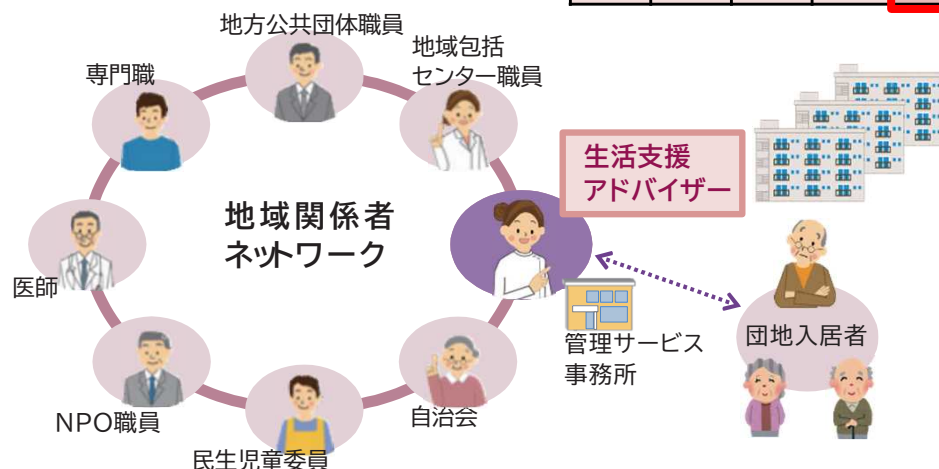 地方公共団体職員
地域包括
センター職員
専門職
生活支援
アドバイザー
地域関係者
ネットワーク
医師
管理サービス
事務所
団地入居者
NPO職員
自治会
民生児童委員